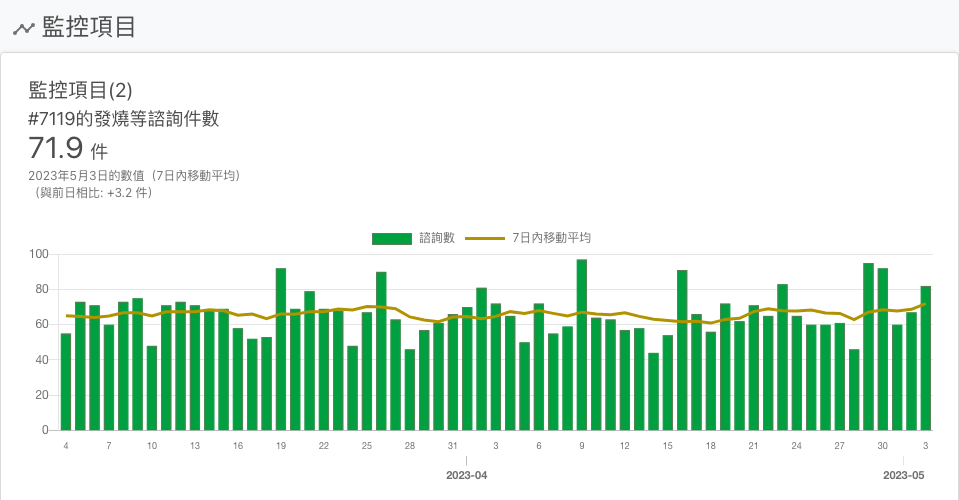 監控項目
監控項目(2)
#7119的發燒等諮詢件數
71.9 件
2023年5月3日的數值（7日內移動平均）
（與前日相比: +3.2 件）
諮詢數 7日內移動平均
100
80
60
40
20
0
4 7 10 13 16 19 22 25 28 31 3 6 9 12 15 18 21 24 27 30 3
2023-04 2023-05